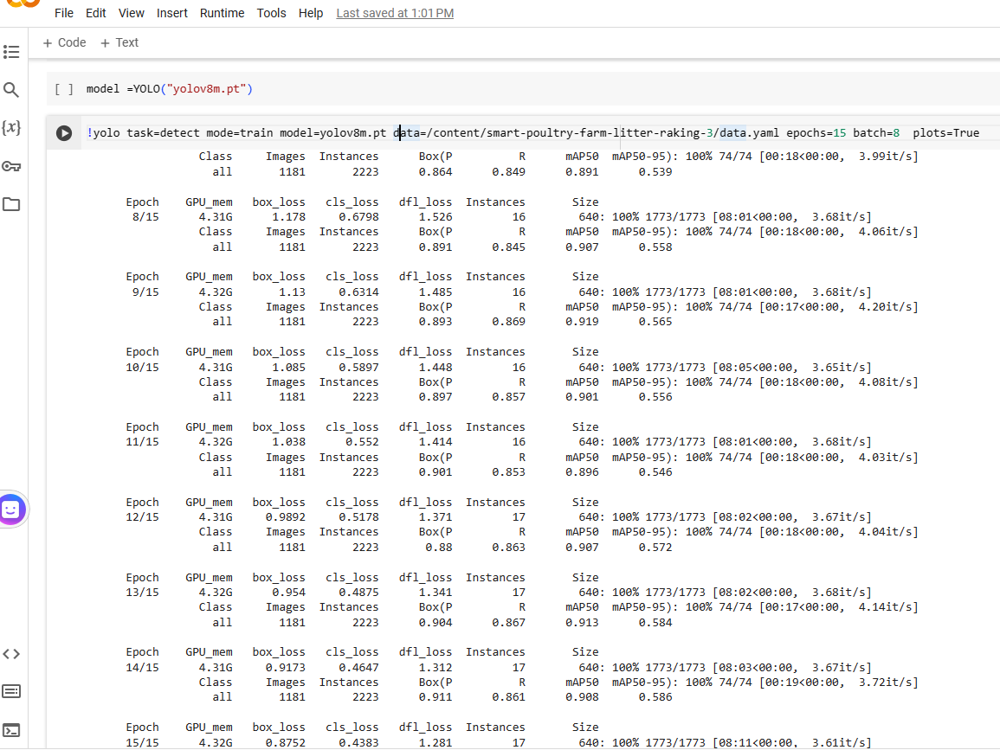 File Edit View Insert Runtime Tools Help Last saved at 1:01 PM
+ Code + Text
[ ] model =YOLO("yolov8m.pt")
{x}
!yolo task=detect mode=train model=yolov8m.pt data=/content/smart-poultry-farm-litter-raking-3/data.yaml epochs=15 batch=8 plots=True
Class Images Instances Box(P R mAP50 mAP50-95): 100% 74/74 [00:18<00:00, 3.99it/s]
all 1181 2223 0.864 0.849 0.891 0.539
Epoch GPU_mem box_loss cls_loss dfl_loss Instances Size
8/15 4.31G 1.178 0.6798 1.526 16 640: 100% 1773/1773 [08:01<00:00, 3.68it/s]
Class Images Instances Box(P R mAP50 mAP50-95): 100% 74/74 [00:18<00:00, 4.06it/s]
all 1181 2223 0.891 0.845 0.907 0.558
Epoch GPU_mem box_loss cls_loss dfl_loss Instances Size
9/15 4.32G 1.13 0.6314 1.485 16 640: 100% 1773/1773 [08:01<00:00, 3.68it/s]
Class Images Instances Box(P R mAP50 mAP50-95): 100% 74/74 [00:17<00:00, 4.20it/s]
all 1181 2223 0.893 0.869 0.919 0.565
Epoch GPU_mem box_loss cls_loss dfl_loss Instances Size
10/15 4.31G 1.085 0.5897 1.448 16 640: 100% 1773/1773 [08:05<00:00, 3.65it/s]
Class Images Instances Box(P R mAP50 mAP50-95): 100% 74/74 [00:18<00:00, 4.08it/s]
all 1181 2223 0.897 0.857 0.901 0.556
Epoch GPU_mem box_loss cls_loss dfl_loss Instances Size
11/15 4.32G 1.038 0.552 1.414 16 640: 100% 1773/1773 [08:01<00:00, 3.68it/s]
Class Images Instances Box(P R mAP50 mAP50-95): 100% 74/74 [00:18<00:00, 4.03it/s]
all 1181 2223 0.901 0.853 0.896 0.546
Epoch GPU_mem box_loss cls_loss dfl_loss Instances Size
12/15 4.31G 0.9892 0.5178 1.371 17 640: 100% 1773/1773 [08:02<00:00, 3.67it/s]
Class Images Instances Box(P R mAP50 mAP50-95): 100% 74/74 [00:18<00:00, 4.04it/s]
all 1181 2223 0.88 0.863 0.907 0.572
Epoch GPU_mem box_loss cls_loss dfl_loss Instances Size
13/15 4.32G 0.954 0.4875 1.341 17 640: 100% 1773/1773 [08:02<00:00, 3.68it/s]
Class Images Instances Box(P R mAP50 mAP50-95): 100% 74/74 [00:17<00:00, 4.14it/s]
all 1181 2223 0.904 0.867 0.913 0.584
Epoch GPU_mem box_loss cls_loss dfl_loss Instances Size
14/15 4.31G 0.9173 0.4647 1.312 17 640: 100% 1773/1773 [08:03<00:00, 3.67it/s]
Class Images Instances Box(P R mAP50 mAP50-95): 100% 74/74 [00:19<00:00, 3.72it/s]
all 1181 2223 0.911 0.861 0.908 0.586
Epoch GPU_mem box_loss cls_loss dfl_loss Instances Size
15/15 4.32G 0.8752 0.4383 1.281 17 640: 100% 1773/1773 [08:11<00:00, 3.61it/s]